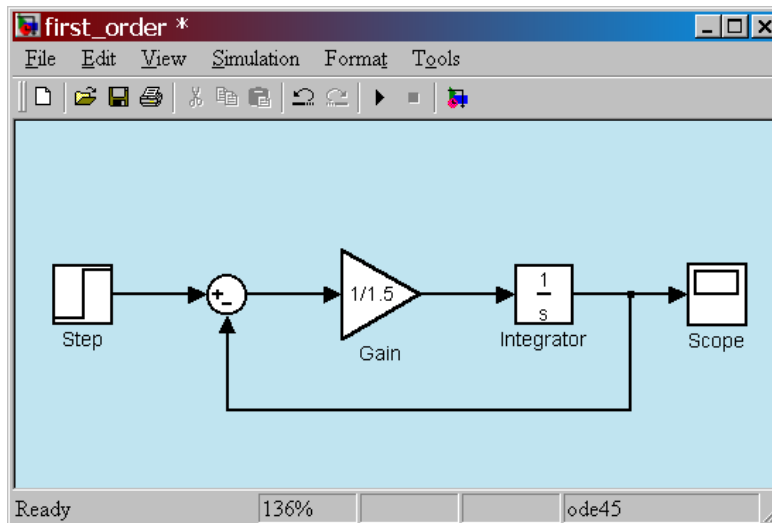 first_order *
File Edit View Simulation Format Tools
+
-
1/1.5
1
s
Step
Gain
Integrator
Scope
Ready 136% ode45